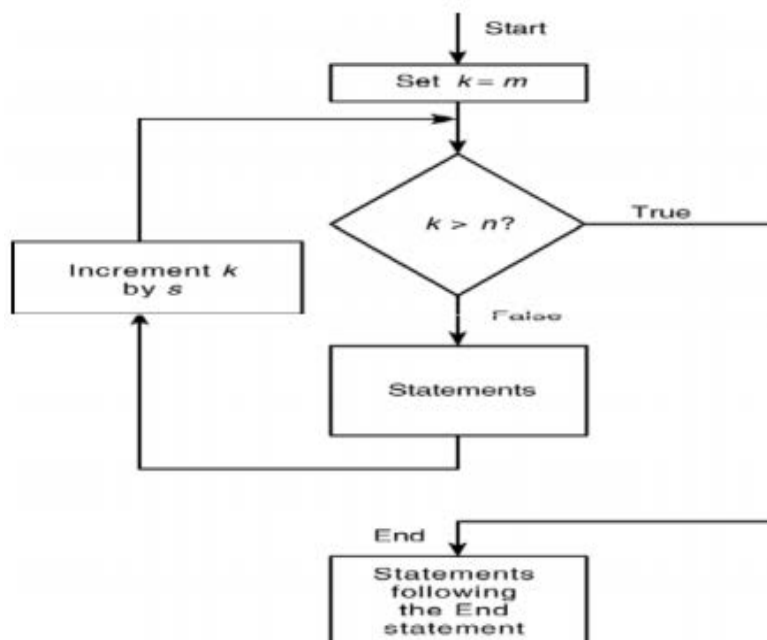 Start
Set k = m
k > n?
True
Increment k
by s
False
Statements
End
Statements
following
the End
statement